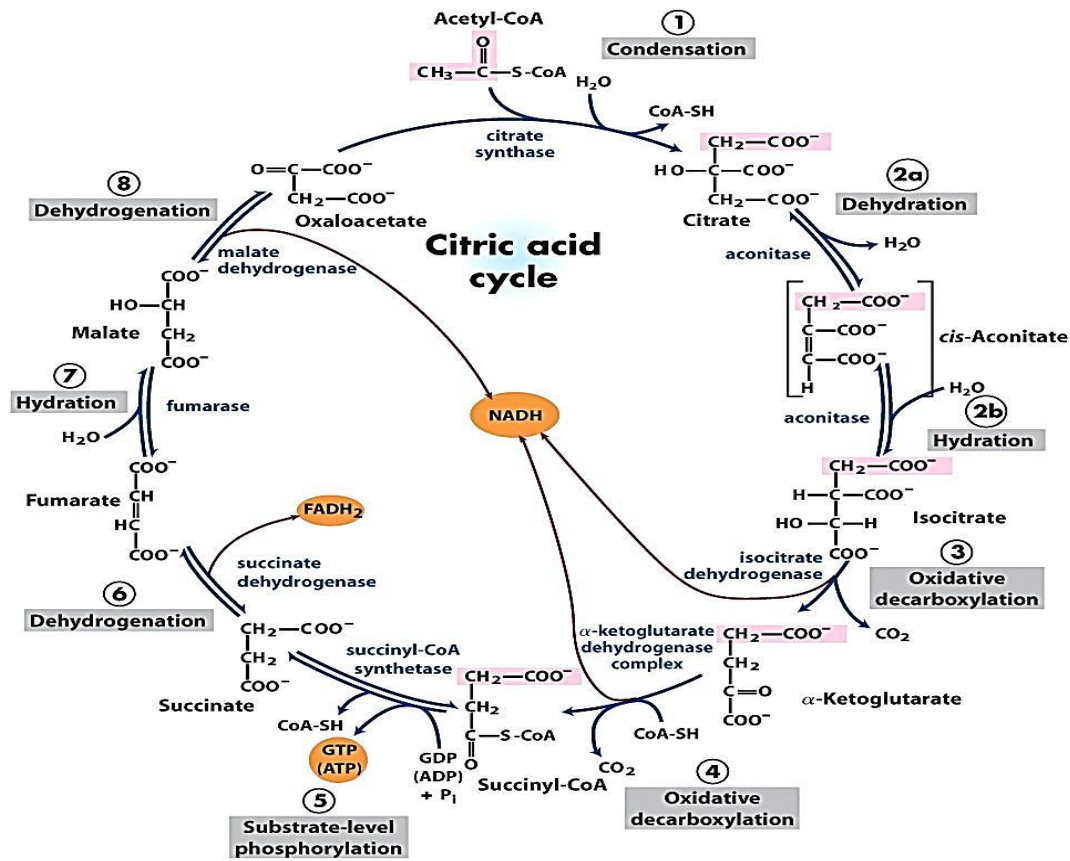 Acetyl-CoA
O
CH₃—C—S-CoA
①
Condensation
H₂O
CoA-SH
citrate
synthase
CH₂—COO⁻
HO—C—COO⁻
CH₂—COO⁻
Citrate
2a
Dehydration
aconitase
H₂O
CH₂—COO⁻
C—COO⁻
C—COO⁻
H
cis-Aconitate
aconitase
H₂O
2b
Hydration
CH₂—COO⁻
H—C—COO⁻
HO—C—H
COO⁻
Isocitrate
isocitrate
dehydrogenase
③
Oxidative
decarboxylation
CO₂
CH₂—COO⁻
CH₂
C=O
COO⁻
α-Ketoglutarate
α-ketoglutarate
dehydrogenase
complex
CoA-SH
CO₂
④
Oxidative
decarboxylation
CH₂—COO⁻
CH₂
C—S-CoA
O
Succinyl-CoA
succinyl-CoA
synthetase
GDP
(ADP)
+ Pᵢ
CoA-SH
GTP
(ATP)
⑤
Substrate-level
phosphorylation
CH₂—COO⁻
CH₂
COO⁻
Succinate
succinate
dehydrogenase
FADH₂
⑥
Dehydrogenation
COO⁻
CH
HC
COO⁻
Fumarate
fumarase
H₂O
⑦
Hydration
COO⁻
HO—CH
CH₂
COO⁻
Malate
malate
dehydrogenase
⑧
Dehydrogenation
O=C—COO⁻
CH₂—COO⁻
Oxaloacetate
Citric acid
cycle
NADH